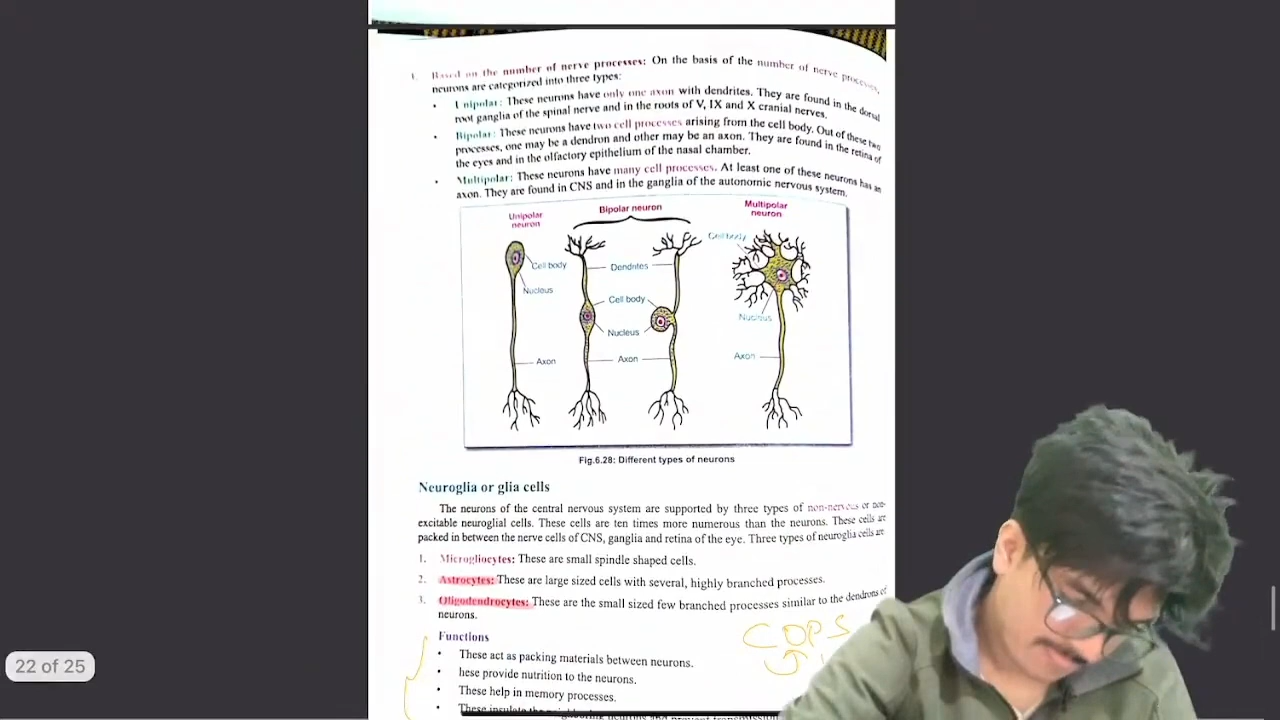 1. Based on the number of nerve processes: On the basis of the number of nerve processes,
neurons are categorized into three types:
• Unipolar: These neurons have only one axon with dendrites. They are found in the dorsal
root ganglia of the spinal nerve and in the roots of V, IX and X cranial nerves.
• Bipolar: These neurons have two cell processes arising from the cell body. Out of these two
processes, one may be a dendron and other may be an axon. They are found in the retina of
the eyes and in the olfactory epithelium of the nasal chamber.
• Multipolar: These neurons have many cell processes. At least one of these neurons has an
axon. They are found in CNS and in the ganglia of the autonomic nervous system.
Unipolar
neuron
Bipolar neuron
Multipolar
neuron
Cell body
Cell body
Dendrites
Nucleus
Cell body
Nucleus
Nucleus
Axon
Axon
Axon
Fig.6.28: Different types of neurons
Neuroglia or glia cells
The neurons of the central nervous system are supported by three types of non-nervous or non-
excitable neuroglial cells. These cells are ten times more numerous than the neurons. These cells are
packed in between the nerve cells of CNS, ganglia and retina of the eye. Three types of neuroglia cells are
1. Microgliocytes: These are small spindle shaped cells.
2. Astrocytes: These are large sized cells with several, highly branched processes.
3. Oligodendrocytes: These are the small sized few branched processes similar to the dendrons of
neurons.
Functions
COPS
• These act as packing materials between neurons.
• hese provide nutrition to the neurons.
• These help in memory processes.
• These insulate the neighboring neurons and prevent transmission
22 of 25